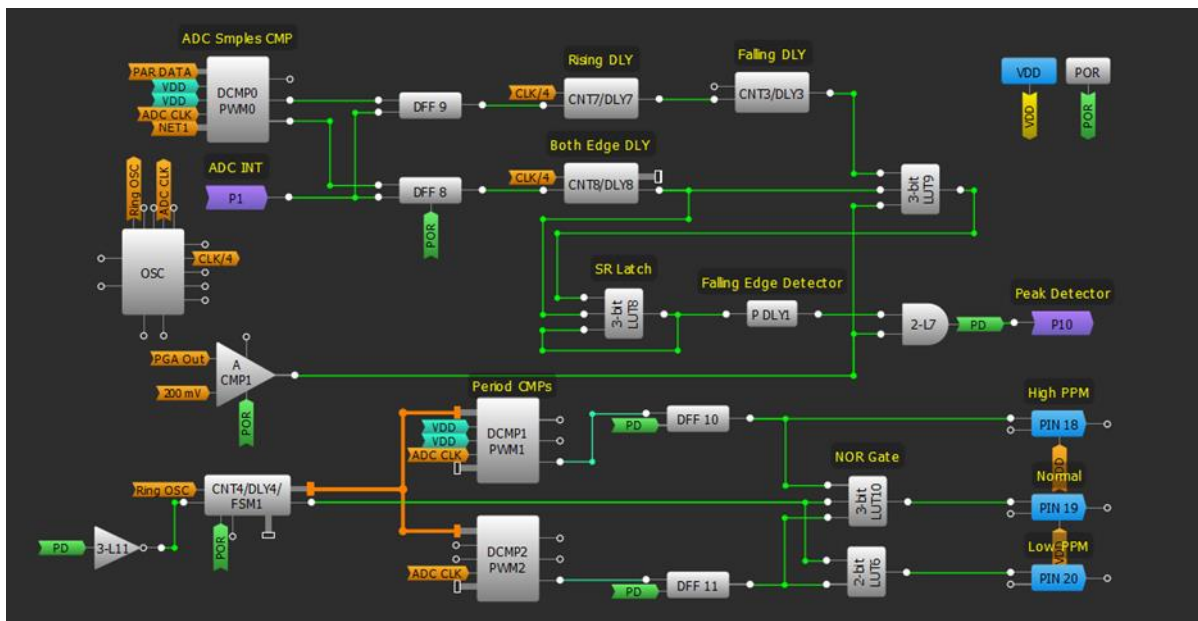 ADC Smples CMP
PAR DATA
VDD
VDD
ADC CLK
NET1
DCMP0
PWM0
Rising DLY
CLK/4
CNT7/DLY7
Falling DLY
CNT3/DLY3
VDD
POR
VDD
POR
DFF 9
Both Edge DLY
CLK/4
CNT8/DLY8
ADC INT
P1
DFF 8
POR
3-bit
LUT9
Ring OSC
ADC CLK
OSC
CLK/4
SR Latch
3-bit
LUT8
Falling Edge Detector
P DLY1
2-L7
PD
Peak Detector
P10
PGA Out
200 mV
A
CMP1
POR
Period CMPs
VDD
VDD
ADC CLK
DCMP1
PWM1
PD
DFF 10
High PPM
PIN 18
VDD
NOR Gate
3-bit
LUT10
Normal
PIN 19
VDD
Ring OSC
CNT4/DLY4/
FSM1
POR
PD
3-L11
ADC CLK
DCMP2
PWM2
PD
DFF 11
2-bit
LUT6
Low PPM
PIN 20